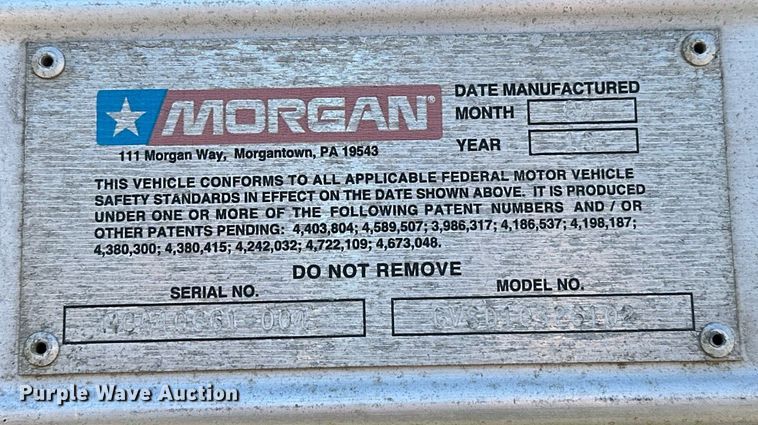 MORGAN®
111 Morgan Way, Morgantown, PA 19543
DATE MANUFACTURED
MONTH
YEAR
THIS VEHICLE CONFORMS TO ALL APPLICABLE FEDERAL MOTOR VEHICLE
SAFETY STANDARDS IN EFFECT ON THE DATE SHOWN ABOVE. IT IS PRODUCED
UNDER ONE OR MORE OF THE FOLLOWING PATENT NUMBERS AND / OR
OTHER PATENTS PENDING: 4,403,804; 4,589,507; 3,986,317; 4,186,537; 4,198,187;
4,380,300; 4,380,415; 4,242,032; 4,722,109; 4,673,048.
DO NOT REMOVE
SERIAL NO.
MODEL NO.
Purple Wave Auction